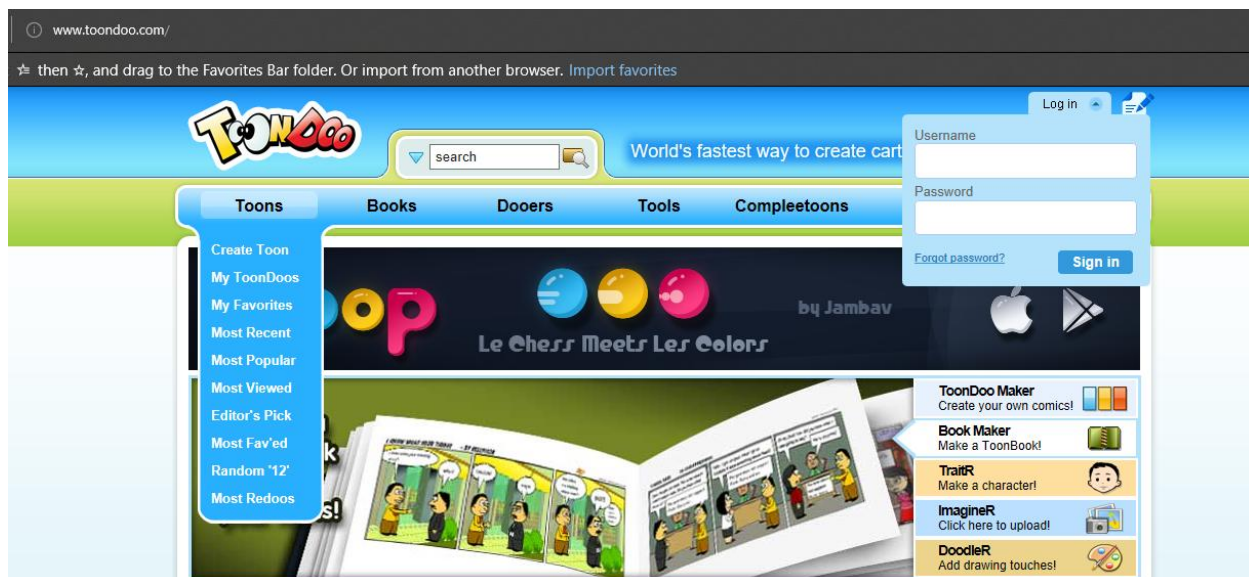 www.toondoo.com/
then ☆, and drag to the Favorites Bar folder. Or import from another browser. Import favorites
TOONDOO
search
World's fastest way to create cart
Log in
Username
Password
Forgot password?
Sign in
Toons
Books
Dooers
Tools
Compleetoons
Create Toon
My ToonDoos
My Favorites
Most Recent
Most Popular
Most Viewed
Editor's Pick
Most Fav'ed
Random '12'
Most Redoos
by Jambav
Le Chess Meets Les Colors
ToonDoo Maker
Create your own comics!
Book Maker
Make a ToonBook!
TraitR
Make a character!
ImagineR
Click here to upload!
DoodleR
Add drawing touches!